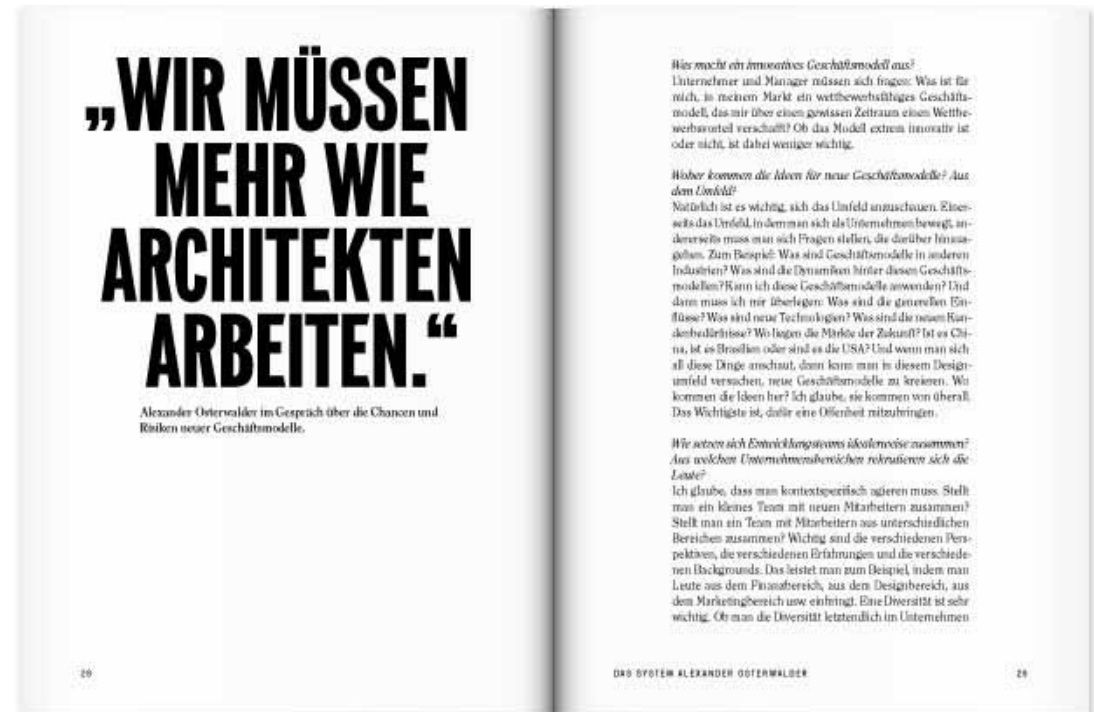 „WIR MÜSSEN
MEHR WIE
ARCHITEKTEN
ARBEITEN.“
Alexander Osterwalder im Gespräch über die Chancen und
Risiken neuer Geschäftsmodelle.
28
Was macht ein innovatives Geschäftsmodell aus?
Unternehmer und Manager müssen sich fragen: Was ist für
mich, in meinem Markt ein wettbewerbsfähiges Geschäfts-
modell, das mir über einen gewissen Zeitraum einen Wettbe-
werbsvorteil verschafft? Ob das Modell extrem innovativ ist
oder nicht, ist dabei weniger wichtig.
Woher kommen die Ideen für neue Geschäftsmodelle? Aus
dem Umfeld?
Natürlich ist es wichtig, sich das Umfeld anzuschauen. Einer-
seits das Umfeld, in dem man sich als Unternehmen bewegt, an-
dererseits muss man sich Fragen stellen, die darüber hinaus-
gehen. Zum Beispiel: Was sind Geschäftsmodelle in anderen
Industrien? Was sind die Dynamiken hinter diesen Geschäfts-
modellen? Kann ich diese Geschäftsmodelle anwenden? Und
dann muss ich mir überlegen: Was sind die generellen Ein-
flüsse? Was sind neue Technologien? Was sind die neuen Kun-
denbedürfnisse? Wo liegen die Märkte der Zukunft? Ist es Chi-
na, ist es Brasilien oder sind es die USA? Und wenn man sich
all diese Dinge anschaut, dann kann man in diesem Design-
umfeld versuchen, neue Geschäftsmodelle zu kreieren. Wo
kommen die Ideen her? Ich glaube, sie kommen von überall.
Das Wichtigste ist, dafür eine Offenheit mitzubringen.
Wie setzen sich Entwicklungsteams idealerweise zusammen?
Aus welchen Unternehmensbereichen rekrutieren sich die
Leute?
Ich glaube, dass man kontextspezifisch agieren muss. Stellt
man ein kleines Team mit neuen Mitarbeitern zusammen?
Stellt man ein Team mit Mitarbeitern aus unterschiedlichen
Bereichen zusammen? Wichtig sind die verschiedenen Pers-
pektiven, die verschiedenen Erfahrungen und die verschiede-
nen Backgrounds. Das leistet man zum Beispiel, indem man
Leute aus dem Finanzbereich, aus dem Designbereich, aus
dem Marketingbereich usw. einbringt. Eine Diversität ist sehr
wichtig. Ob man die Diversität letztendlich im Unternehmen
DAS SYSTEM ALEXANDER OSTERWALDER
29